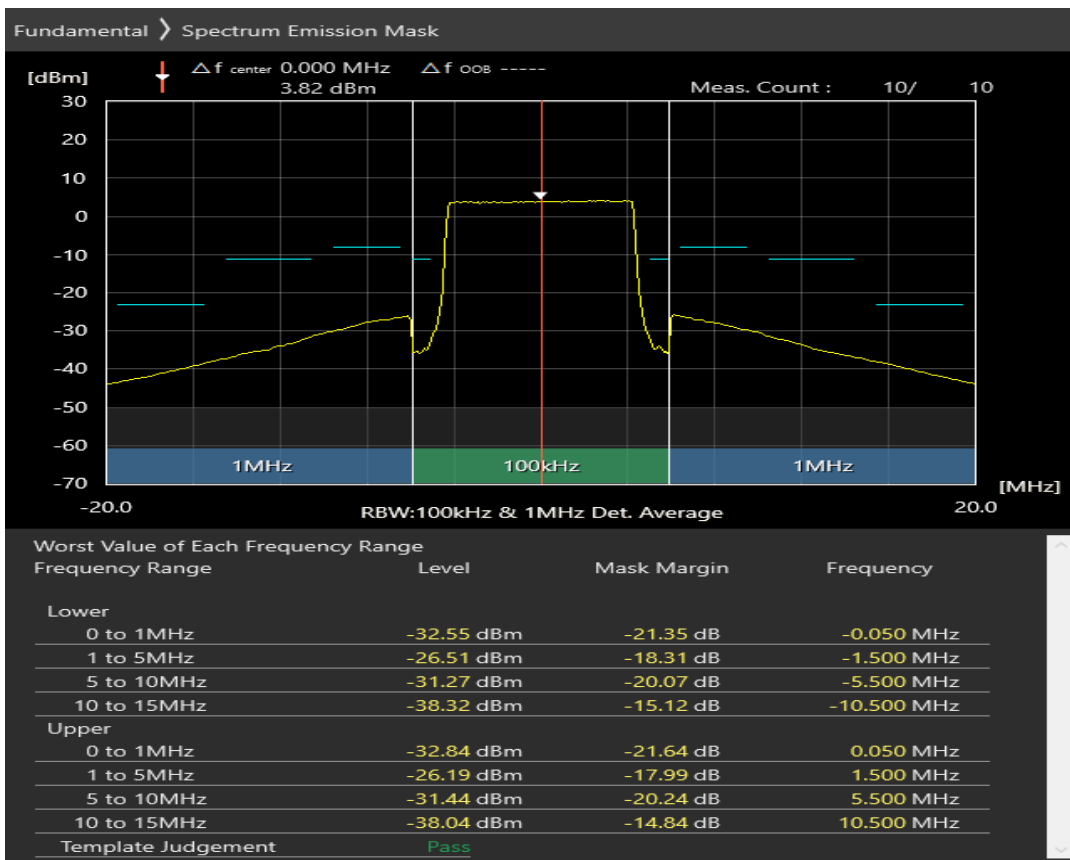 Fundamental ❯ Spectrum Emission Mask
[dBm] Δf center 0.000 MHz Δf OOB -----
3.82 dBm Meas. Count : 10/ 10
30
20
10
0
-10
-20
-30
-40
-50
-60
-70
1MHz 100kHz 1MHz
[MHz]
-20.0 RBW:100kHz & 1MHz Det. Average 20.0
Worst Value of Each Frequency Range
Frequency Range Level Mask Margin Frequency
Lower
0 to 1MHz -32.55 dBm -21.35 dB -0.050 MHz
1 to 5MHz -26.51 dBm -18.31 dB -1.500 MHz
5 to 10MHz -31.27 dBm -20.07 dB -5.500 MHz
10 to 15MHz -38.32 dBm -15.12 dB -10.500 MHz
Upper
0 to 1MHz -32.84 dBm -21.64 dB 0.050 MHz
1 to 5MHz -26.19 dBm -17.99 dB 1.500 MHz
5 to 10MHz -31.44 dBm -20.24 dB 5.500 MHz
10 to 15MHz -38.04 dBm -14.84 dB 10.500 MHz
Template Judgement Pass